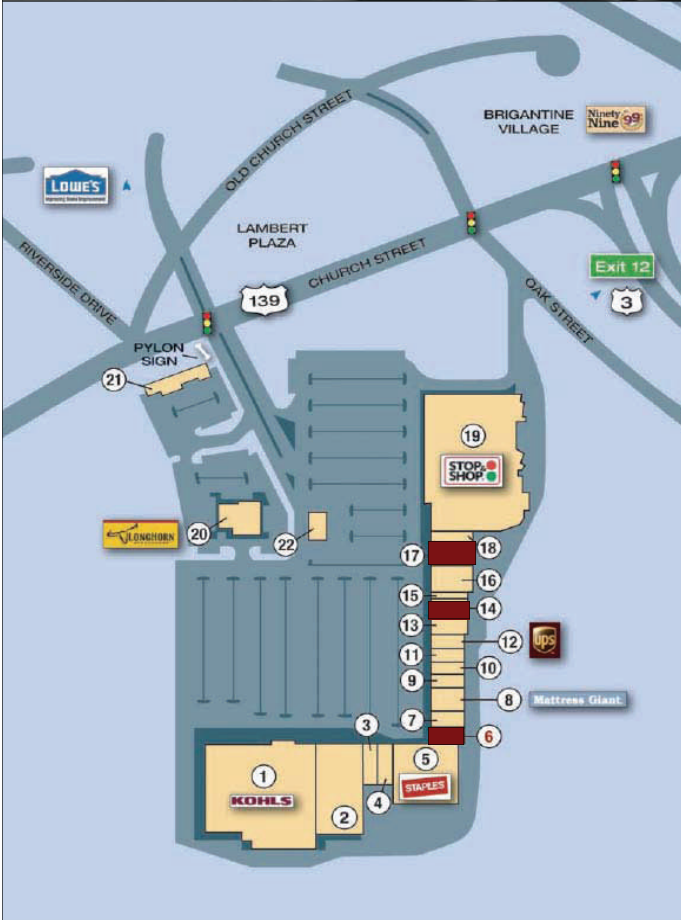 BRIGANTINE
VILLAGE
Ninety
Nine 99
OLD CHURCH STREET
LOWE'S
LAMBERT
PLAZA
CHURCH STREET
RIVERSIDE DRIVE
139
Exit 12
3
OAK STREET
PYLON
SIGN
21
19
STOP&
SHOP
LONGHORN
20
22
18
17
16
15
14
13
12
ups
11
10
9
8
Mattress Giant
7
6
3
5
1
KOHL'S
STAPLES
4
2